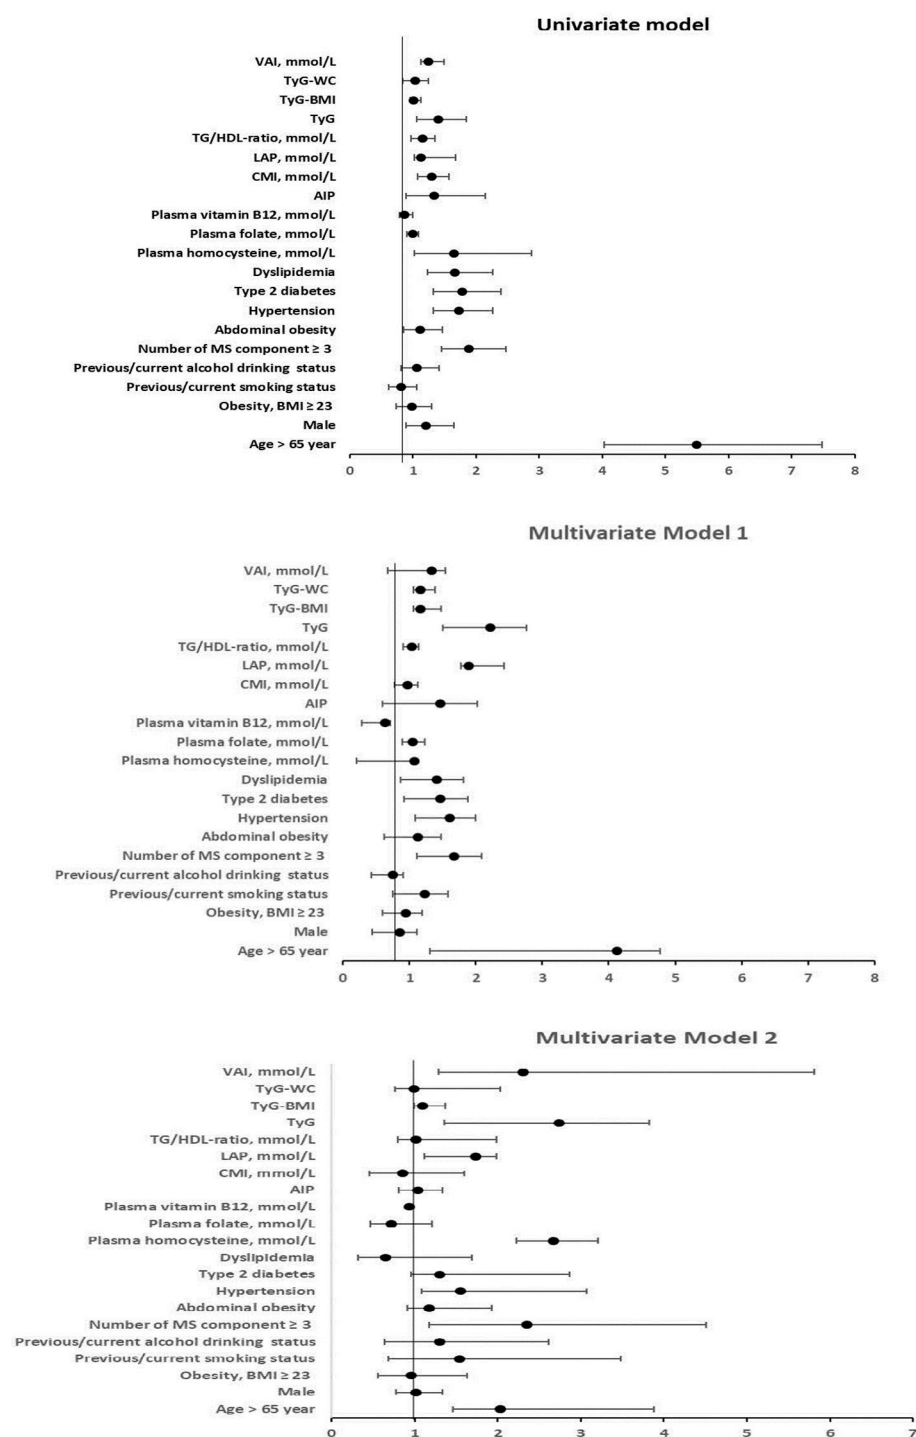 Univariate model
VAI, mmol/L
TyG-WC
TyG-BMI
TyG
TG/HDL-ratio, mmol/L
LAP, mmol/L
CMI, mmol/L
AIP
Plasma vitamin B12, mmol/L
Plasma folate, mmol/L
Plasma homocysteine, mmol/L
Dyslipidemia
Type 2 diabetes
Hypertension
Abdominal obesity
Number of MS component ≥ 3
Previous/current alcohol drinking status
Previous/current smoking status
Obesity, BMI ≥ 23
Male
Age > 65 year
0 1 2 3 4 5 6 7 8
Multivariate Model 1
VAI, mmol/L
TyG-WC
TyG-BMI
TyG
TG/HDL-ratio, mmol/L
LAP, mmol/L
CMI, mmol/L
AIP
Plasma vitamin B12, mmol/L
Plasma folate, mmol/L
Plasma homocysteine, mmol/L
Dyslipidemia
Type 2 diabetes
Hypertension
Abdominal obesity
Number of MS component ≥ 3
Previous/current alcohol drinking status
Previous/current smoking status
Obesity, BMI ≥ 23
Male
Age > 65 year
0 1 2 3 4 5 6 7 8
Multivariate Model 2
VAI, mmol/L
TyG-WC
TyG-BMI
TyG
TG/HDL-ratio, mmol/L
LAP, mmol/L
CMI, mmol/L
AIP
Plasma vitamin B12, mmol/L
Plasma folate, mmol/L
Plasma homocysteine, mmol/L
Dyslipidemia
Type 2 diabetes
Hypertension
Abdominal obesity
Number of MS component ≥ 3
Previous/current alcohol drinking status
Previous/current smoking status
Obesity, BMI ≥ 23
Male
Age > 65 year
0 1 2 3 4 5 6 7